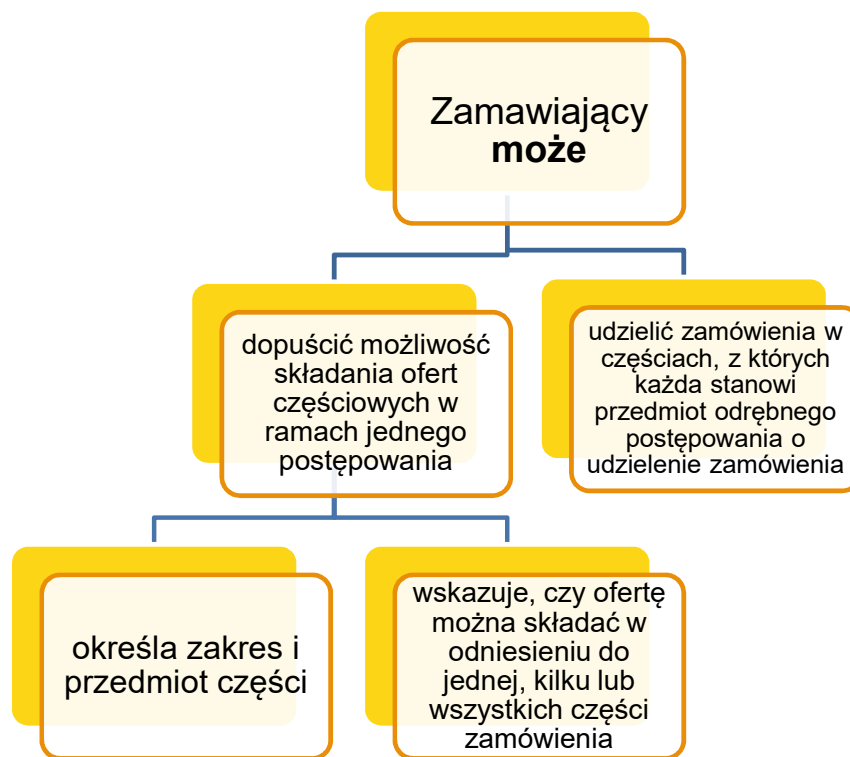 Zamawiający
może
dopuścić możliwość
składania ofert
częściowych w
ramach jednego
postępowania
udzielić zamówienia w
częściach, z których
każda stanowi
przedmiot odrębnego
postępowania o
udzielenie zamówienia
określa zakres i
przedmiot części
wskazuje, czy ofertę
można składać w
odniesieniu do
jednej, kilku lub
wszystkich części
zamówienia